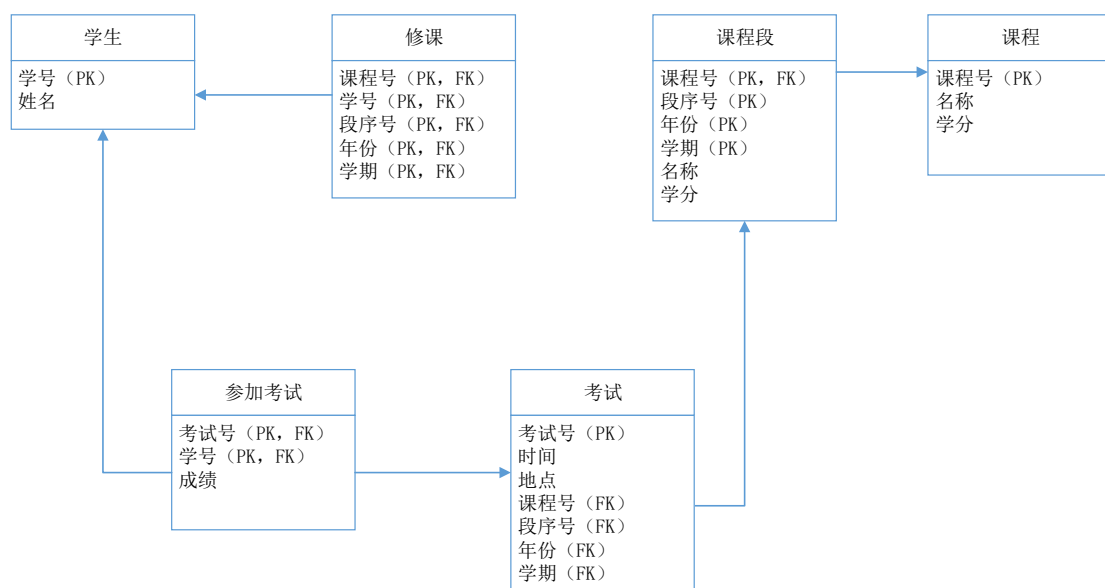 学生
学号（PK）
姓名
修课
课程号（PK，FK）
学号（PK，FK）
段序号（PK，FK）
年份（PK，FK）
学期（PK，FK）
课程段
课程号（PK，FK）
段序号（PK）
年份（PK）
学期（PK）
名称
学分
课程
课程号（PK）
名称
学分
参加考试
考试号（PK，FK）
学号（PK，FK）
成绩
考试
考试号（PK）
时间
地点
课程号（FK）
段序号（FK）
年份（FK）
学期（FK）